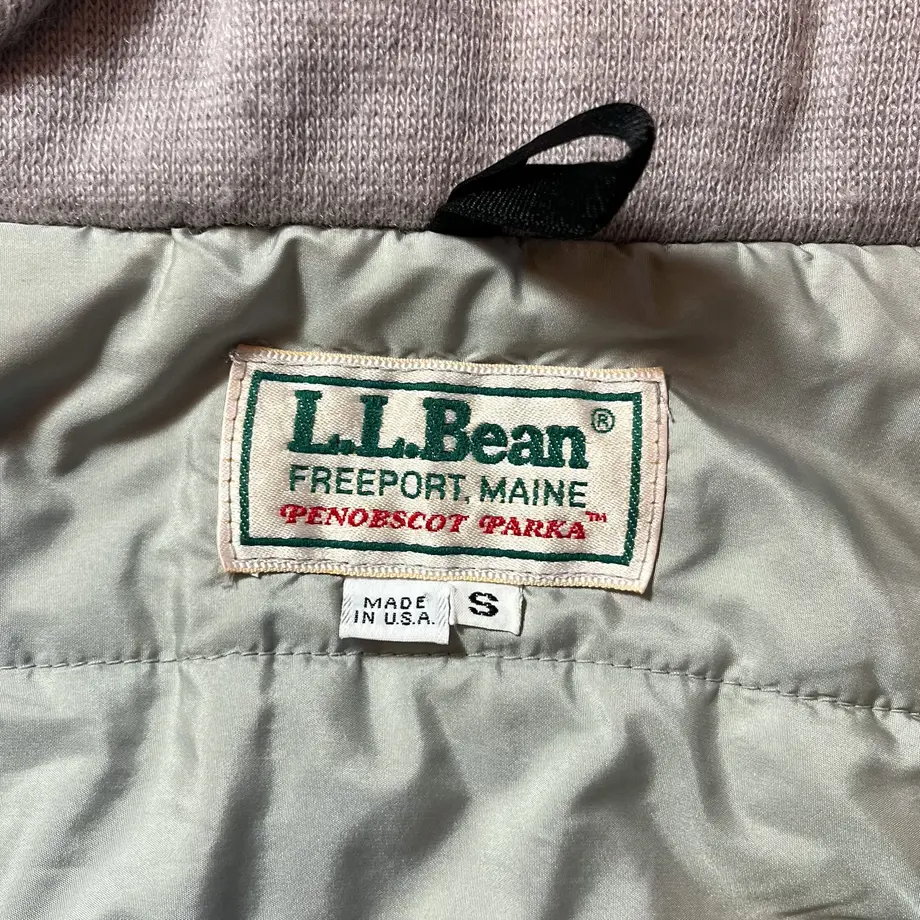 L.L.Bean®
FREEPORT, MAINE
PENOBSCOT PARKA™
MADE
IN U.S.A.
S